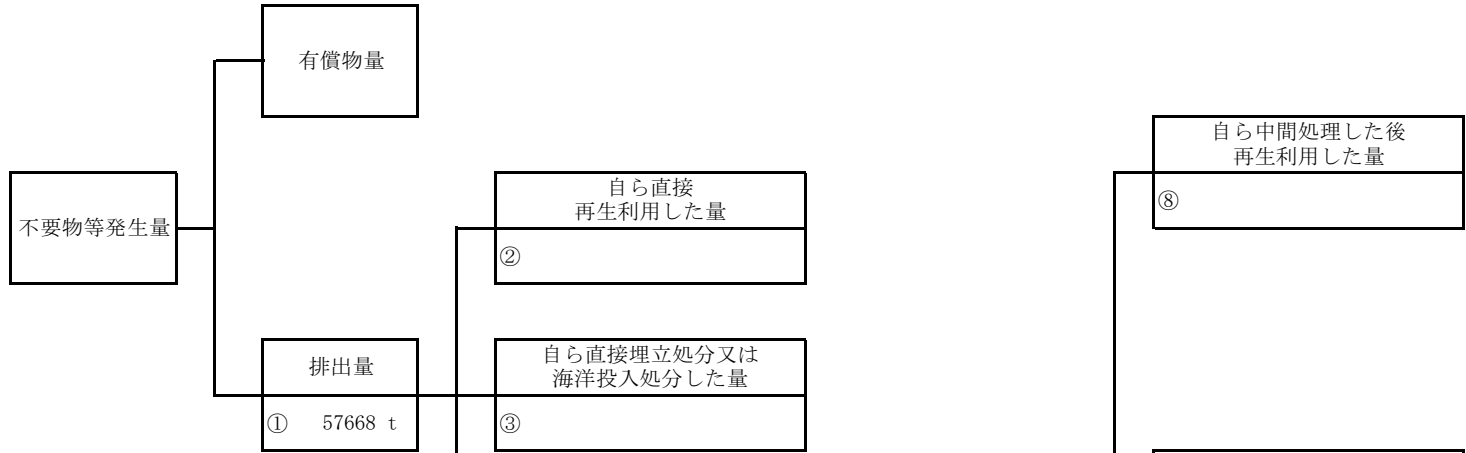 有償物量
自ら中間処理した後
再生利用した量
⑧
不要物等発生量
自ら直接
再生利用した量
②
排出量
① 57668 t
自ら直接埋立処分又は
海洋投入処分した量
③